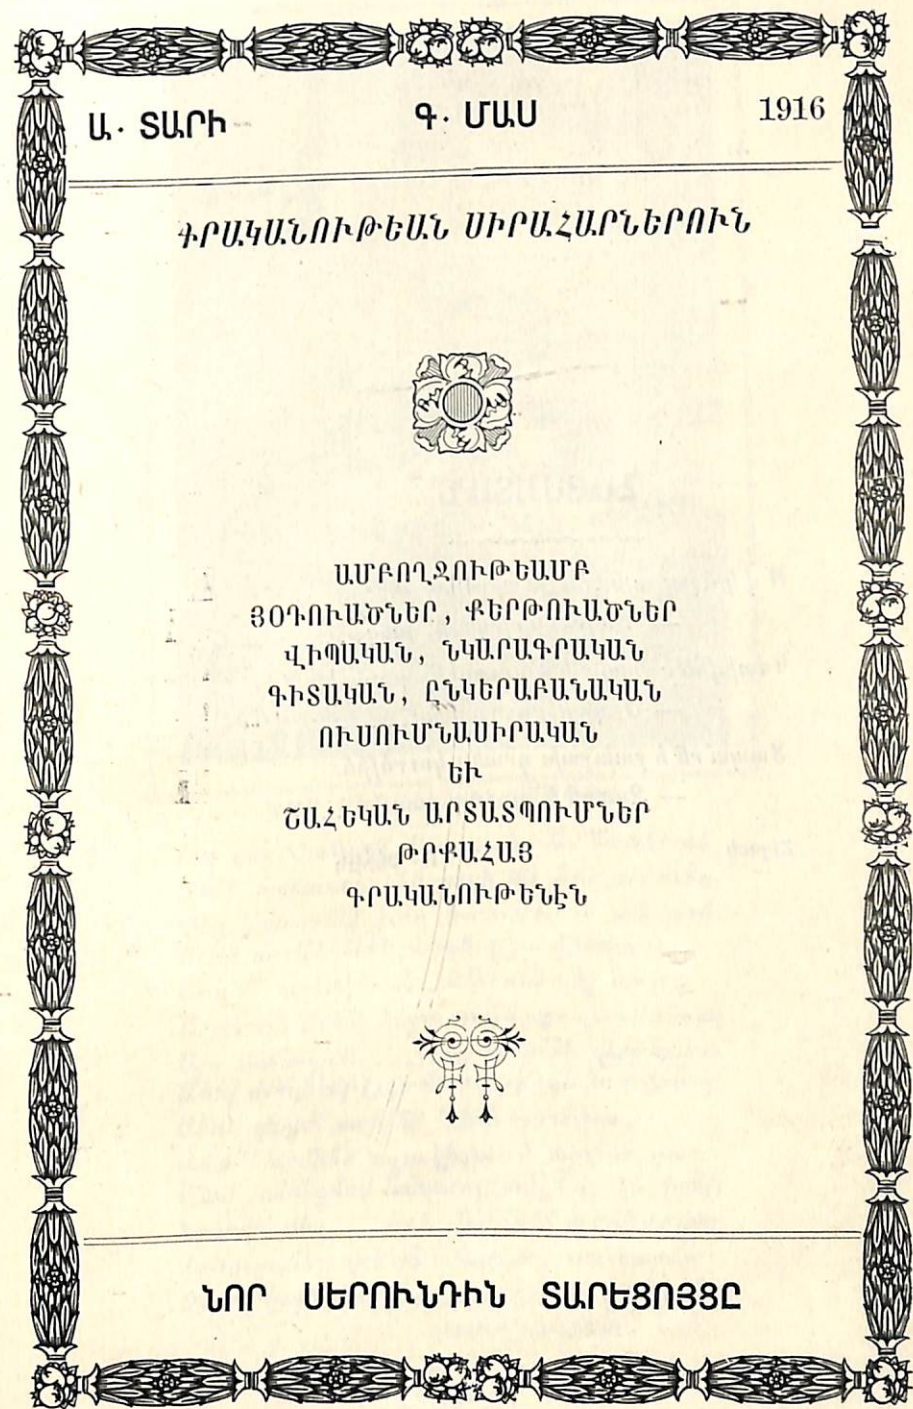 Ա. ՏԱՐԻ Գ. ՄԱՍ 1916
ԳՐԱԿԱՆՈՒԹԵԱՆ ՍԻՐԱՀԱՐՆԵՐՈՒՆ
ԱՄԲՈՂՋՈՒԹԵԱՄԲ
ՅՕԴՈՒԱԾՆԵՐ, ՔԵՐԹՈՒԱԾՆԵՐ
ՎԻՊԱԿԱՆ, ՆԿԱՐԱԳՐԱԿԱՆ
ԳԻՏԱԿԱՆ, ԸՆԿԵՐԱԲԱՆԱԿԱՆ
ՈՒՍՈՒՄՆԱՍԻՐԱԿԱՆ
ԵՒ
ՇԱՀԵԿԱՆ ԱՐՏԱՏՊՈՒՄՆԵՐ
ԹՐՔԱՀԱՅ
ԳՐԱԿԱՆՈՒԹԵՆԷՆ
ՆՈՐ ՍԵՐՈՒՆԴԻՆ ՏԱՐԵՑՈՅՑԸ